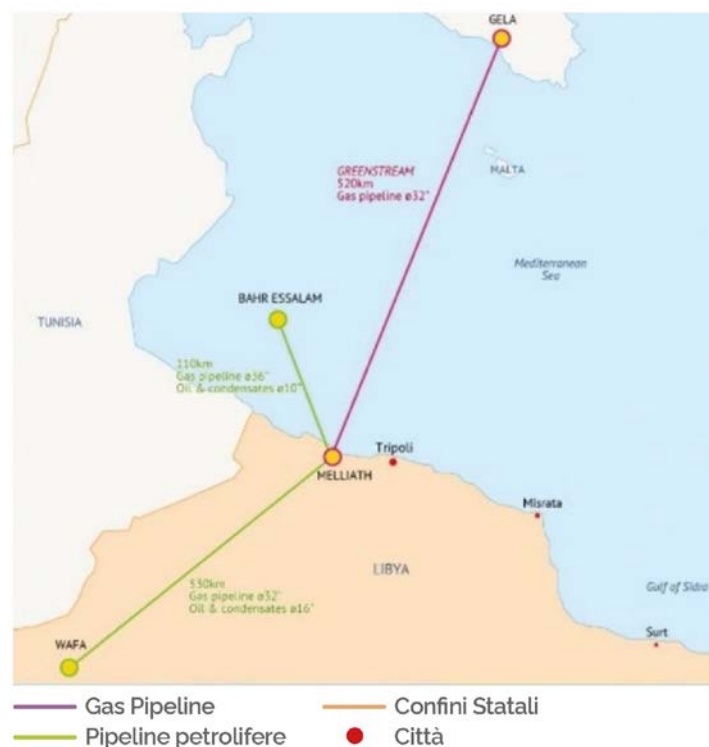 GELA
GREENSTREAM
520km
Gas pipeline ø32"
MALTA
Mediterranean
Sea
BAHR ESSALAM
TUNISIA
110km
Gas pipeline ø36"
Oil & condensates ø10"
Tripoli
MELLIATH
Misrata
LIBYA
530km
Gas pipeline ø32"
Oil & condensates ø16"
Gulf of Sidra
WAFA
Surt
Gas Pipeline
Confini Statali
Pipeline petrolifere
Città